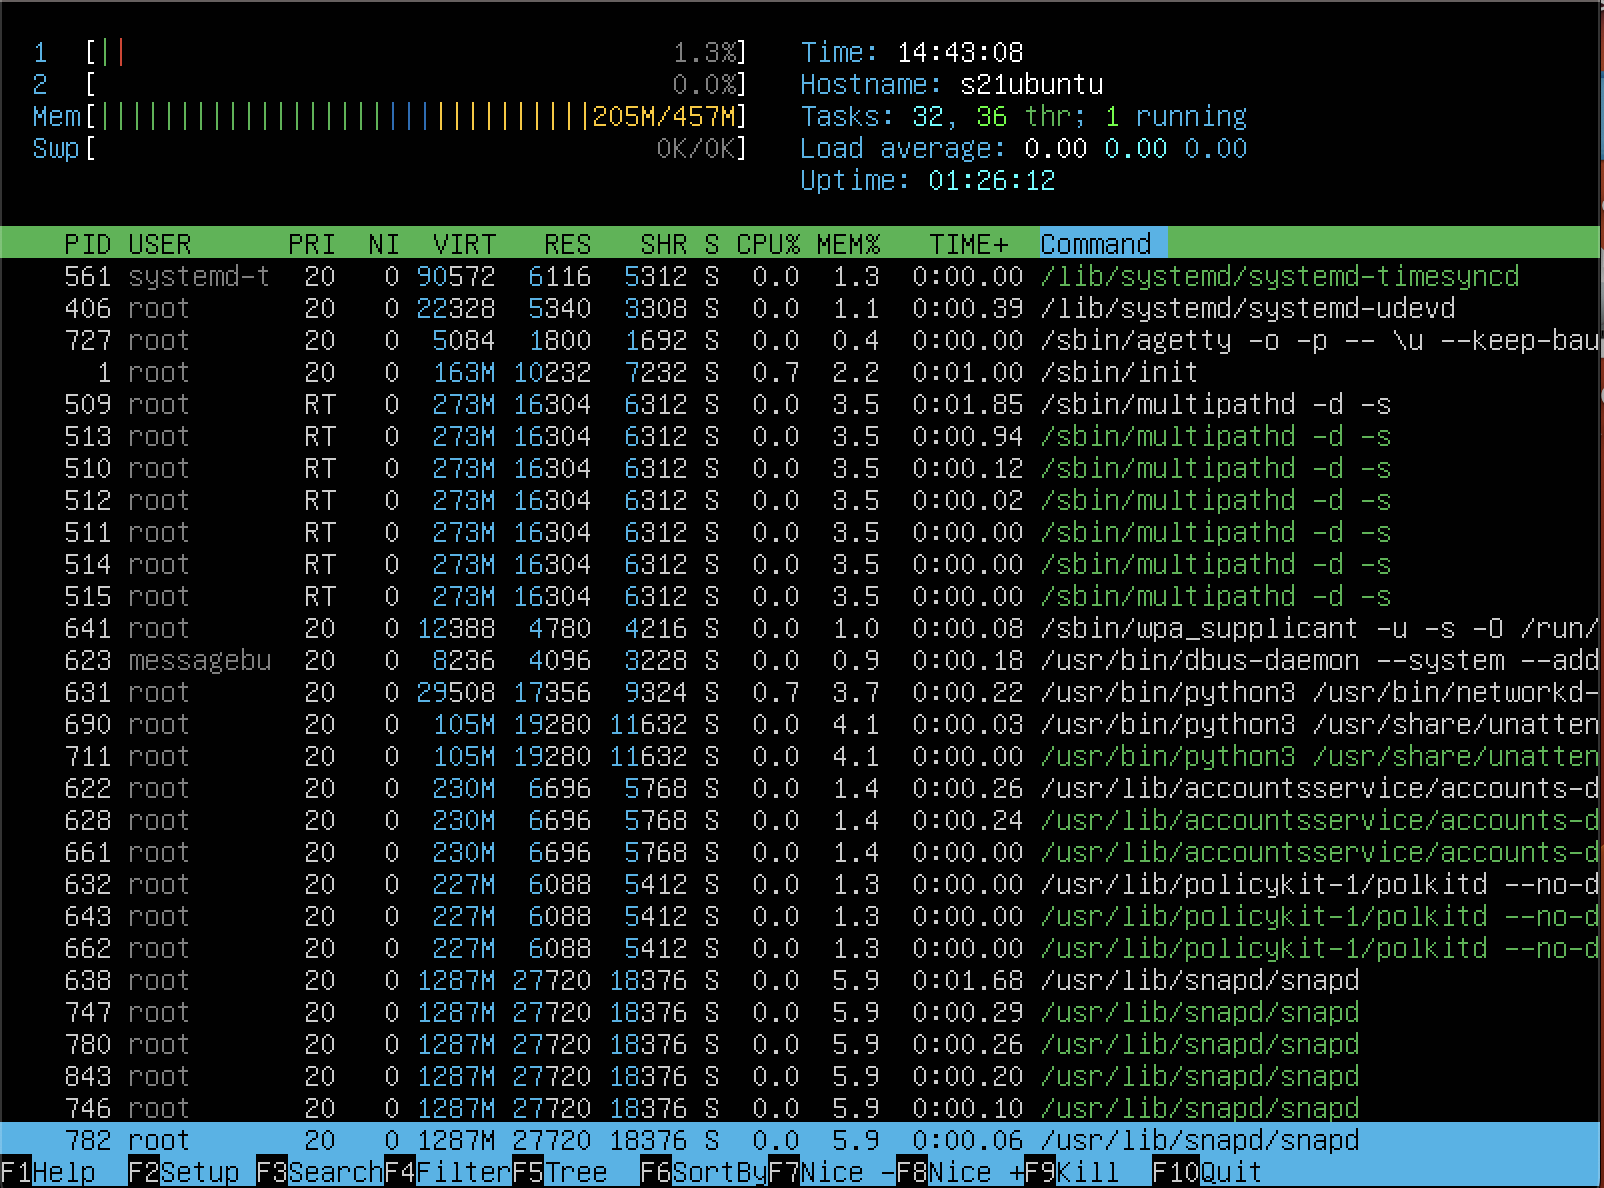 1 [|| 1.3%] Time: 14:43:08
2 [ 0.0%] Hostname: s21ubuntu
Mem[|||||||||||||||||||||||||||||||205M/457M] Tasks: 32, 36 thr; 1 running
Swp[ 0K/0K] Load average: 0.00 0.00 0.00
Uptime: 01:26:12
PID USER PRI NI VIRT RES SHR S CPU% MEM% TIME+ Command
561 systemd-t 20 0 90572 6116 5312 S 0.0 1.3 0:00.00 /lib/systemd/systemd-timesyncd
406 root 20 0 22328 5340 3308 S 0.0 1.1 0:00.39 /lib/systemd/systemd-udevd
727 root 20 0 5084 1800 1692 S 0.0 0.4 0:00.00 /sbin/agetty -o -p -- \u --keep-bau
1 root 20 0 163M 10232 7232 S 0.7 2.2 0:01.00 /sbin/init
509 root RT 0 273M 16304 6312 S 0.0 3.5 0:01.85 /sbin/multipathd -d -s
513 root RT 0 273M 16304 6312 S 0.0 3.5 0:00.94 /sbin/multipathd -d -s
510 root RT 0 273M 16304 6312 S 0.0 3.5 0:00.12 /sbin/multipathd -d -s
512 root RT 0 273M 16304 6312 S 0.0 3.5 0:00.02 /sbin/multipathd -d -s
511 root RT 0 273M 16304 6312 S 0.0 3.5 0:00.00 /sbin/multipathd -d -s
514 root RT 0 273M 16304 6312 S 0.0 3.5 0:00.00 /sbin/multipathd -d -s
515 root RT 0 273M 16304 6312 S 0.0 3.5 0:00.00 /sbin/multipathd -d -s
641 root 20 0 12388 4780 4216 S 0.0 1.0 0:00.08 /sbin/wpa_supplicant -u -s -O /run/
623 messagebu 20 0 8236 4096 3228 S 0.0 0.9 0:00.18 /usr/bin/dbus-daemon --system --add
631 root 20 0 29508 17356 9324 S 0.7 3.7 0:00.22 /usr/bin/python3 /usr/bin/networkd-
690 root 20 0 105M 19280 11632 S 0.0 4.1 0:00.03 /usr/bin/python3 /usr/share/unatten
711 root 20 0 105M 19280 11632 S 0.0 4.1 0:00.00 /usr/bin/python3 /usr/share/unatten
622 root 20 0 230M 6696 5768 S 0.0 1.4 0:00.26 /usr/lib/accountsservice/accounts-d
628 root 20 0 230M 6696 5768 S 0.0 1.4 0:00.24 /usr/lib/accountsservice/accounts-d
661 root 20 0 230M 6696 5768 S 0.0 1.4 0:00.00 /usr/lib/accountsservice/accounts-d
632 root 20 0 227M 6088 5412 S 0.0 1.3 0:00.00 /usr/lib/policykit-1/polkitd --no-d
643 root 20 0 227M 6088 5412 S 0.0 1.3 0:00.00 /usr/lib/policykit-1/polkitd --no-d
662 root 20 0 227M 6088 5412 S 0.0 1.3 0:00.00 /usr/lib/policykit-1/polkitd --no-d
638 root 20 0 1287M 27720 18376 S 0.0 5.9 0:01.68 /usr/lib/snapd/snapd
747 root 20 0 1287M 27720 18376 S 0.0 5.9 0:00.29 /usr/lib/snapd/snapd
780 root 20 0 1287M 27720 18376 S 0.0 5.9 0:00.26 /usr/lib/snapd/snapd
843 root 20 0 1287M 27720 18376 S 0.0 5.9 0:00.20 /usr/lib/snapd/snapd
746 root 20 0 1287M 27720 18376 S 0.0 5.9 0:00.10 /usr/lib/snapd/snapd
782 root 20 0 1287M 27720 18376 S 0.0 5.9 0:00.06 /usr/lib/snapd/snapd
F1Help F2Setup F3SearchF4FilterF5Tree F6SortByF7Nice -F8Nice +F9Kill F10Quit